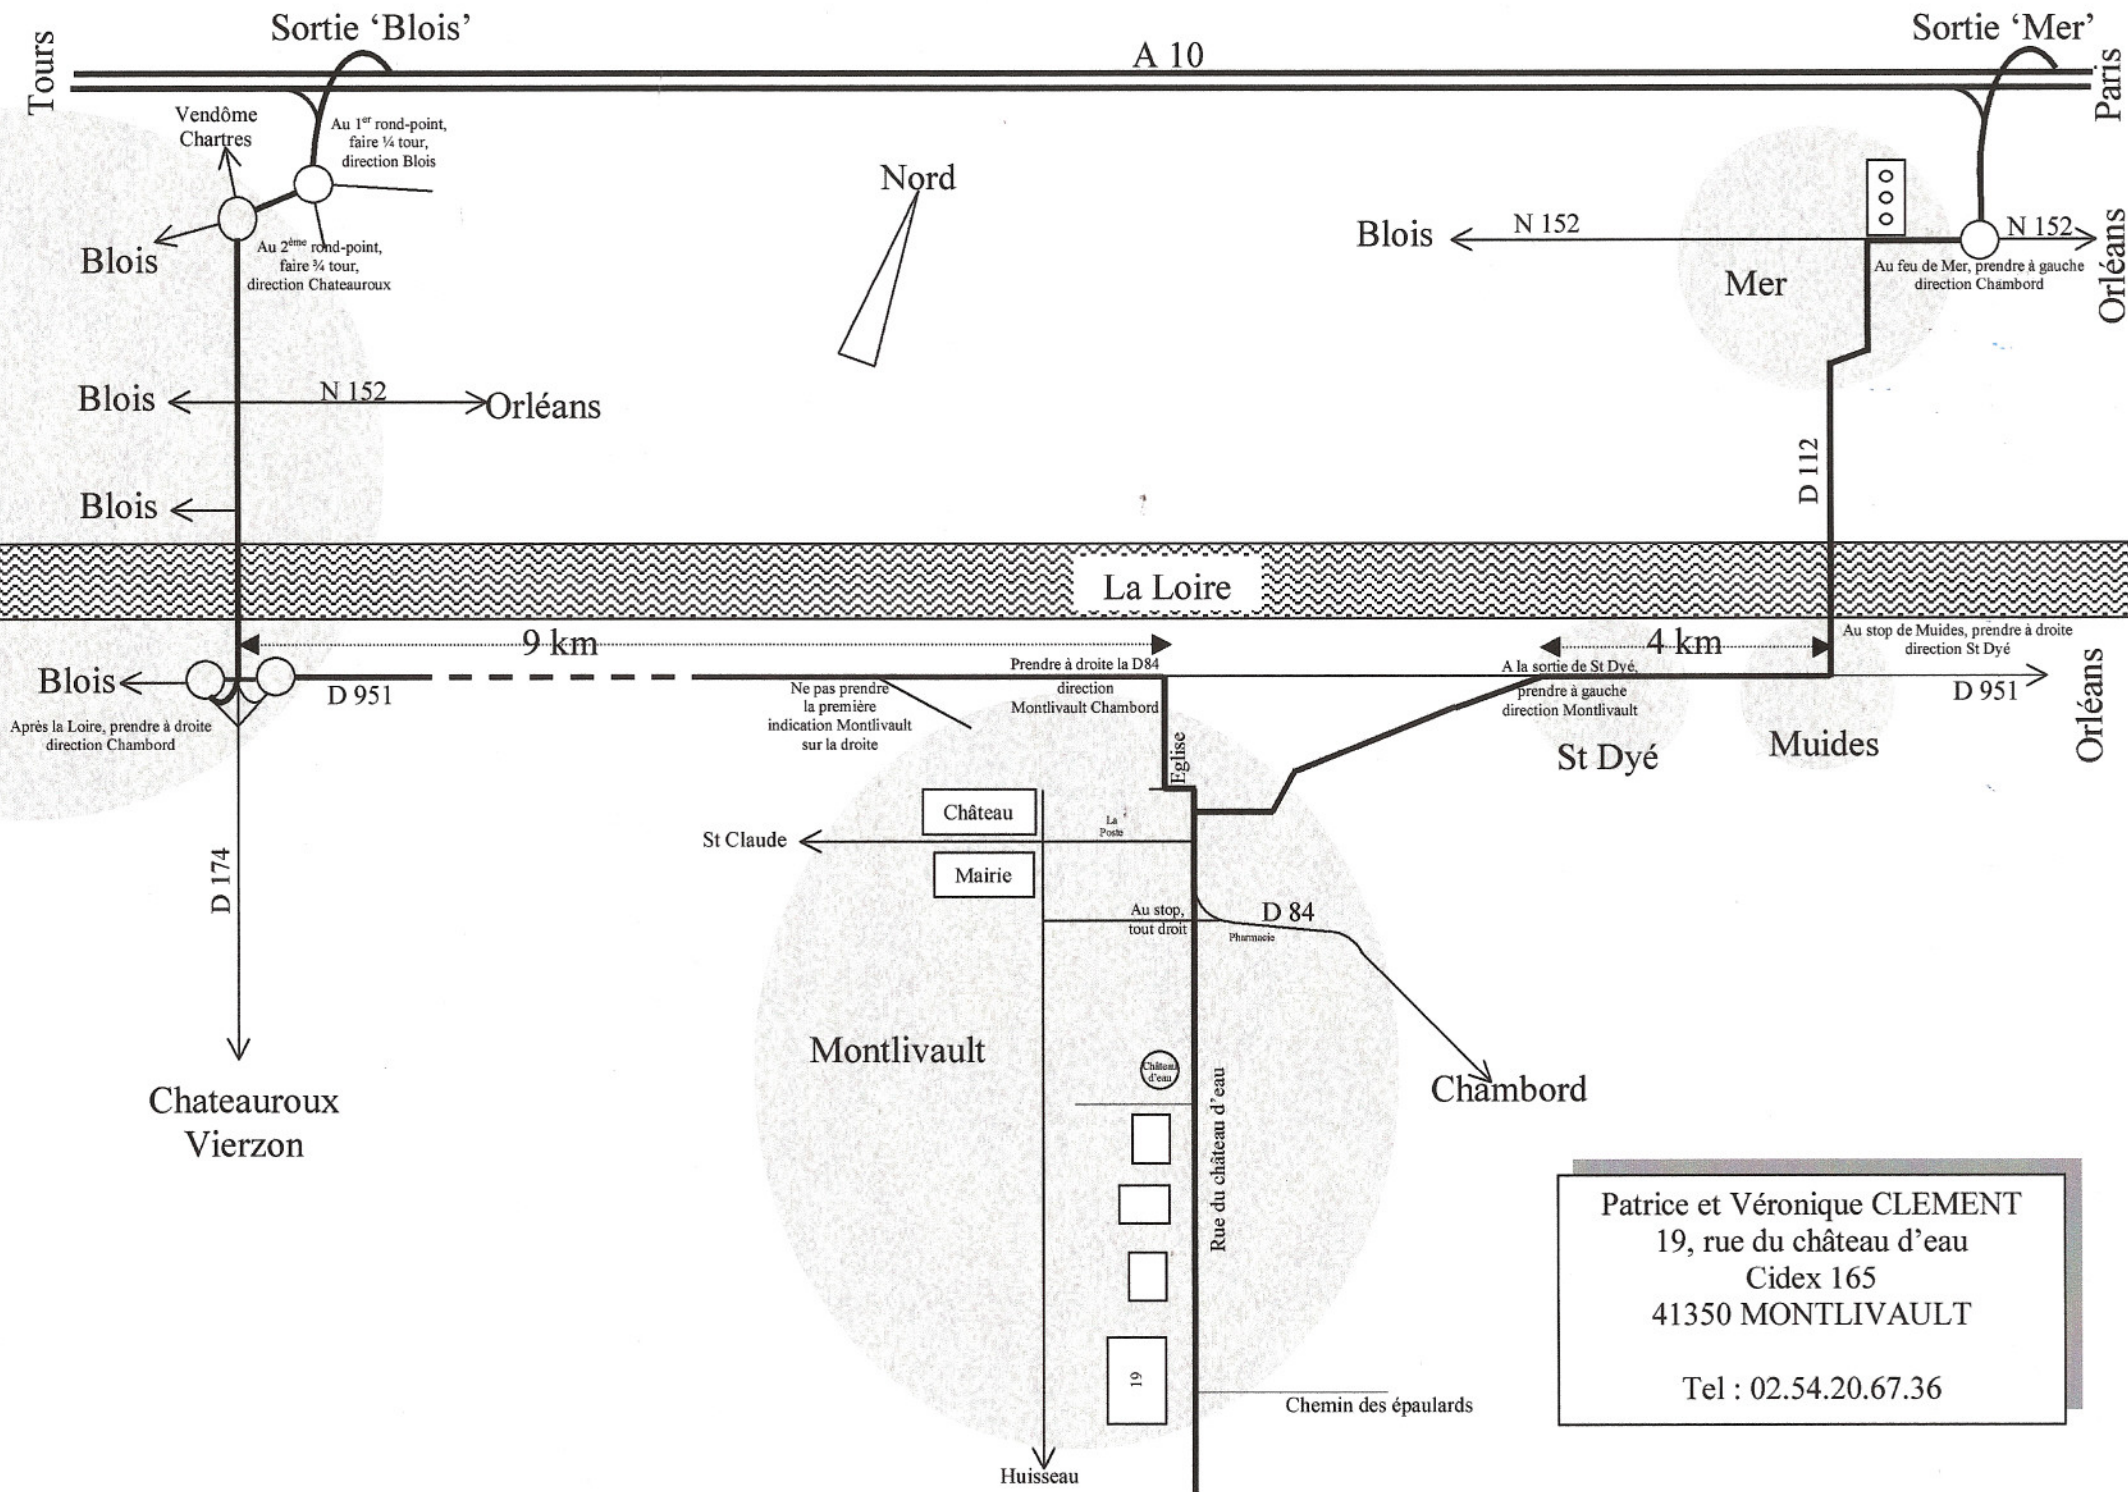 Tours
Sortie ‘Blois’
A 10
Sortie ‘Mer’
Paris
Vendôme
Chartres
Au 1er rond-point,
faire ¼ tour,
direction Blois
Nord
Blois
Au 2ème rond-point,
faire ¾ tour,
direction Chateauroux
Blois
N 152
N 152
Orléans
Mer
Au feu de Mer, prendre à gauche
direction Chambord
Blois
N 152
Orléans
D 112
Blois
La Loire
9 km
4 km
Au stop de Muides, prendre à droite
direction St Dyé
Blois
D 951
Prendre à droite la D84
direction
Montlivault Chambord
A la sortie de St Dyé,
prendre à gauche
direction Montlivault
D 951
Orléans
Après la Loire, prendre à droite
direction Chambord
Ne pas prendre
la première
indication Montlivault
sur la droite
Eglise
St Dyé
Muides
Château
St Claude
La
Poste
Mairie
D 174
Au stop,
tout droit
D 84
Pharmacie
Montlivault
Château
d’eau
Rue du château d’eau
Chambord
Chateauroux
Vierzon
19
Chemin des épaulards
Huisseau
Patrice et Véronique CLEMENT
19, rue du château d’eau
Cidex 165
41350 MONTLIVAULT
Tel : 02.54.20.67.36